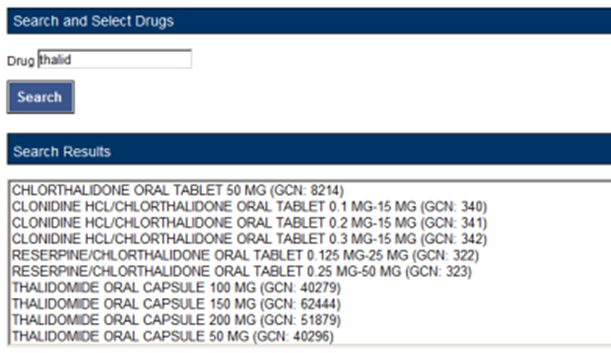 Search and Select Drugs
Drug thalid
Search
Search Results
CHLORTHALIDONE ORAL TABLET 50 MG (GCN: 8214)
CLONIDINE HCL/CHLORTHALIDONE ORAL TABLET 0.1 MG-15 MG (GCN: 340)
CLONIDINE HCL/CHLORTHALIDONE ORAL TABLET 0.2 MG-15 MG (GCN: 341)
CLONIDINE HCL/CHLORTHALIDONE ORAL TABLET 0.3 MG-15 MG (GCN: 342)
RESERPINE/CHLORTHALIDONE ORAL TABLET 0.125 MG-25 MG (GCN: 322)
RESERPINE/CHLORTHALIDONE ORAL TABLET 0.25 MG-50 MG (GCN: 323)
THALIDOMIDE ORAL CAPSULE 100 MG (GCN: 40279)
THALIDOMIDE ORAL CAPSULE 150 MG (GCN: 62444)
THALIDOMIDE ORAL CAPSULE 200 MG (GCN: 51879)
THALIDOMIDE ORAL CAPSULE 50 MG (GCN: 40296)